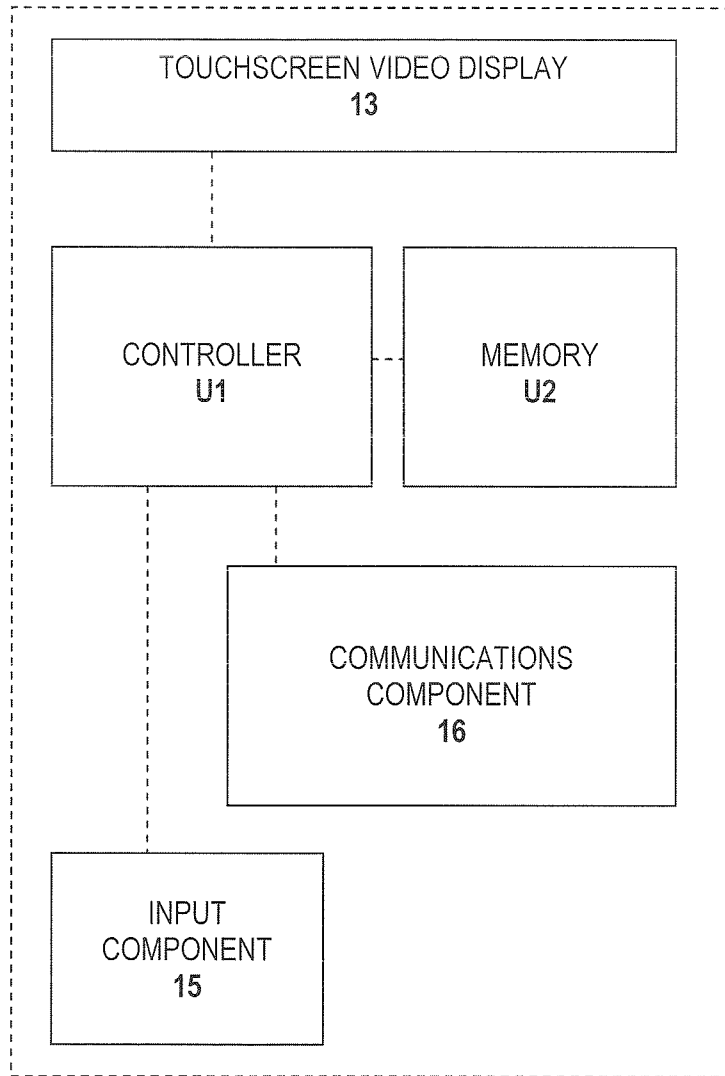 TOUCHSCREEN VIDEO DISPLAY
13
CONTROLLER
U1
MEMORY
U2
COMMUNICATIONS
COMPONENT
16
INPUT
COMPONENT
15